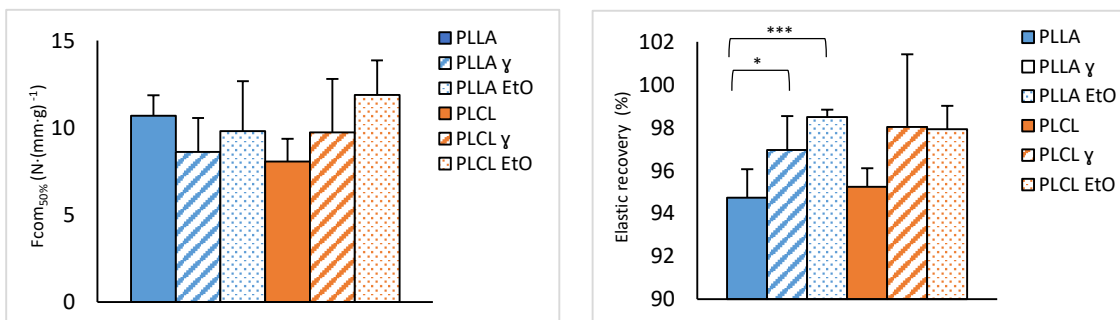 Fcom50% (N·(mm·g)-1)
15
10
5
0
PLLA
PLLA ɣ
PLLA EtO
PLCL
PLCL ɣ
PLCL EtO
Elastic recovery (%)
102
100
98
96
94
92
90
***
*
PLLA
PLLA ɣ
PLLA EtO
PLCL
PLCL ɣ
PLCL EtO